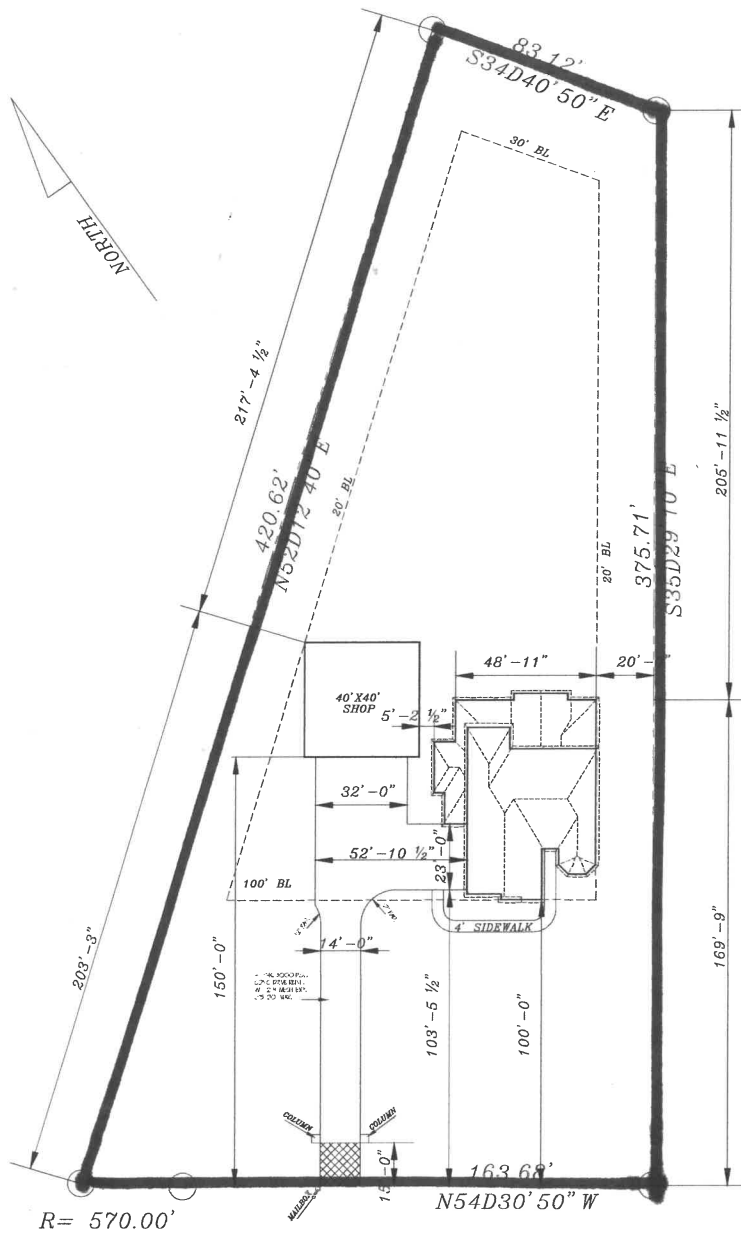 83.12'
S34D40'50"E
30' BL
NORTH
217'-4 ½"
420.62'
N52D12 40 E
20' BL
205'-11 ½"
375.71'
S35D29 10 E
20' BL
48'-11"
20'-
40'X40'
SHOP
5'-2 ½"
32'-0"
52'-10 ½"
23'-0"
100' BL
4' SIDEWALK
14'-0"
203'-3"
150'-0"
103'-5 ½"
100'-0"
169'-9"
COLUMN
COLUMN
15'-0"
MAILBOX
163.68'
N54D30'50"W
R= 570.00'